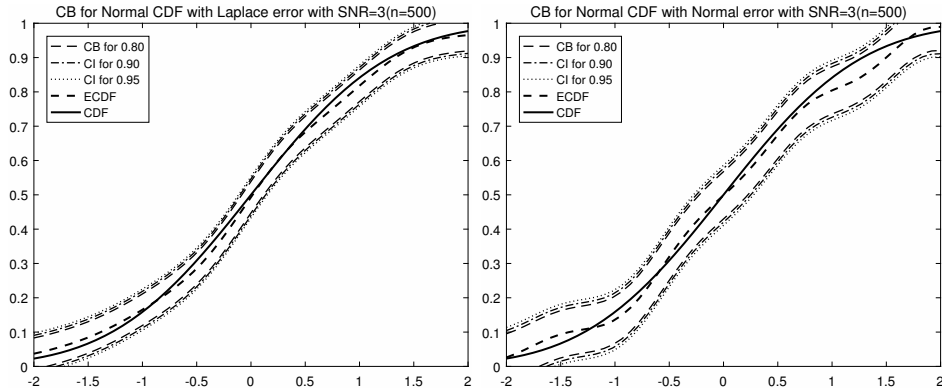 CB for Normal CDF with Laplace error with SNR=3(n=500)
1
0.9
0.8
0.7
0.6
0.5
0.4
0.3
0.2
0.1
0
CB for 0.80
CI for 0.90
CI for 0.95
ECDF
CDF
-2 -1.5 -1 -0.5 0 0.5 1 1.5 2
CB for Normal CDF with Normal error with SNR=3(n=500)
1
0.9
0.8
0.7
0.6
0.5
0.4
0.3
0.2
0.1
0
CB for 0.80
CI for 0.90
CI for 0.95
ECDF
CDF
-2 -1.5 -1 -0.5 0 0.5 1 1.5 2